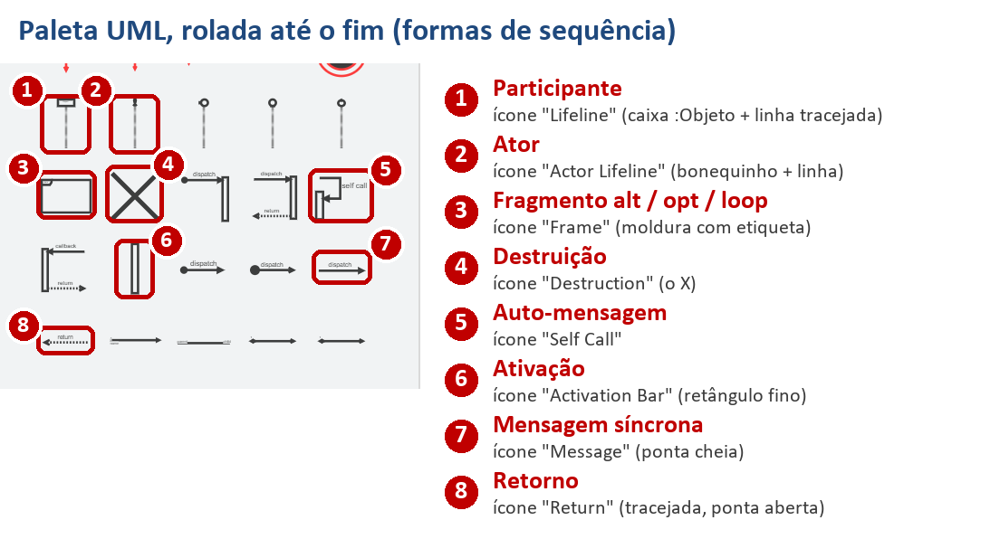 Paleta UML, rolada até o fim (formas de sequência)
1
2
3
4
dispatch
dispatch
return
5
self call
callback
return
6
dispatch
dispatch
7
dispatch
8
return
1
Participante
ícone "Lifeline" (caixa :Objeto + linha tracejada)
2
Ator
ícone "Actor Lifeline" (bonequinho + linha)
3
Fragmento alt / opt / loop
ícone "Frame" (moldura com etiqueta)
4
Destruição
ícone "Destruction" (o X)
5
Auto-mensagem
ícone "Self Call"
6
Ativação
ícone "Activation Bar" (retângulo fino)
7
Mensagem síncrona
ícone "Message" (ponta cheia)
8
Retorno
ícone "Return" (tracejada, ponta aberta)